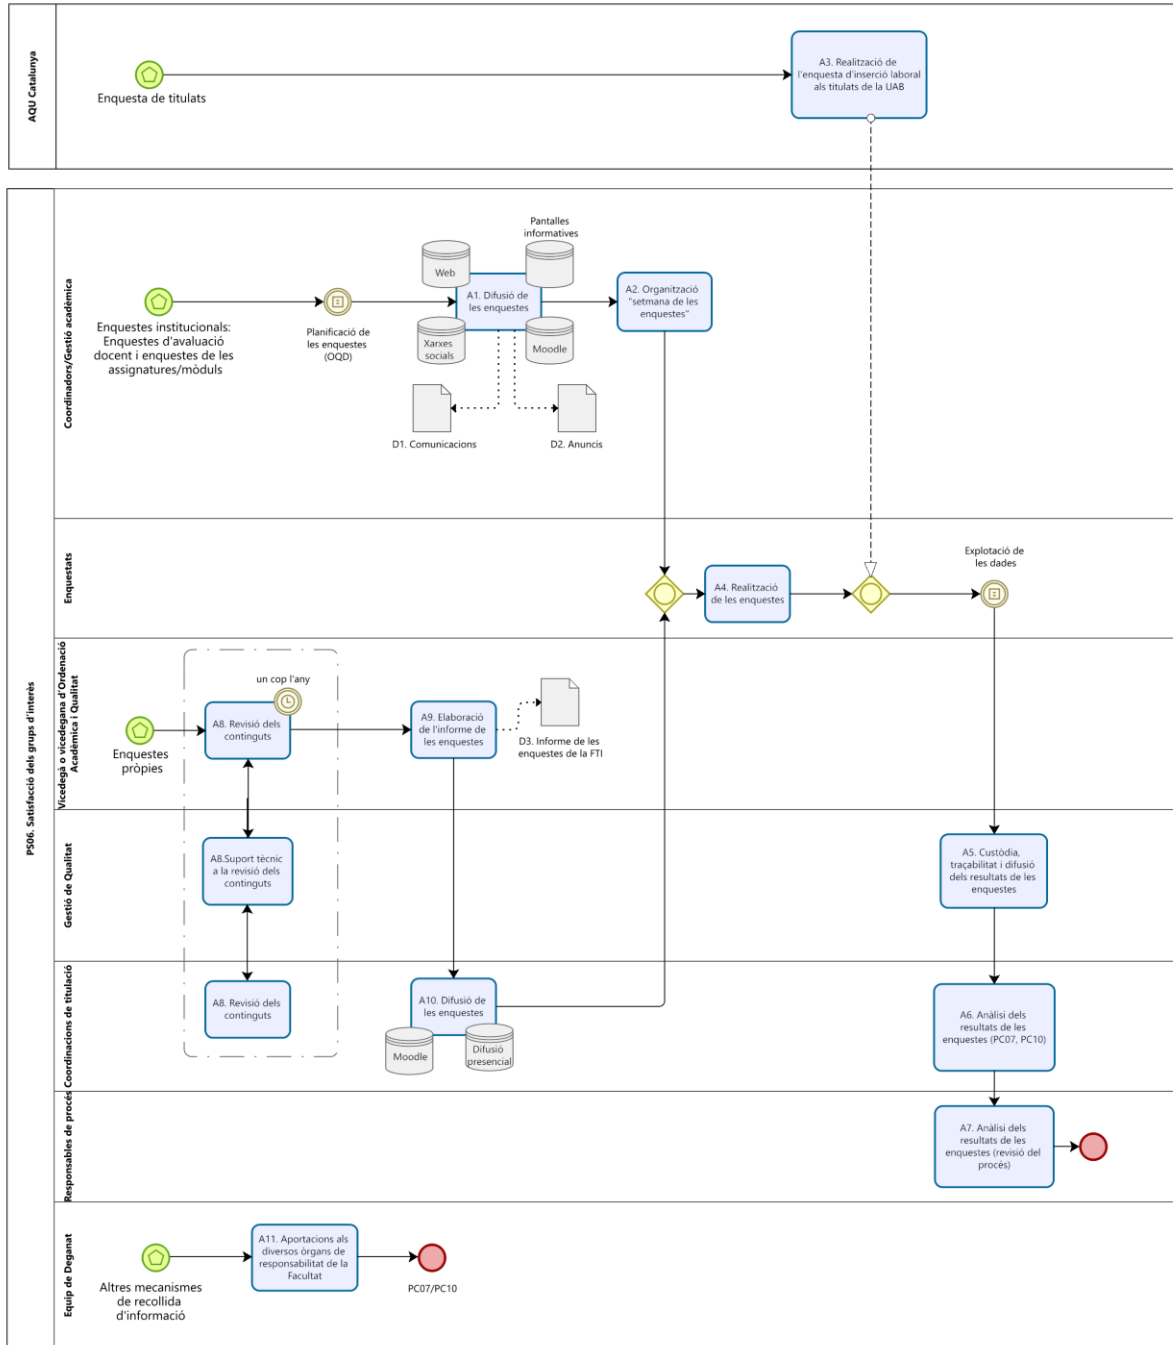 AQU Catalunya
Enquesta de titulats
A3. Realització de
l'enquesta d'inserció laboral
als titulats de la UAB
PS06. Satisfacció dels grups d'interès
Coordinadors/Gestió acadèmica
Enquestes institucionals:
Enquestes d'avaluació
docent i enquestes de les
assignatures/mòduls
Planificació de
les enquestes
(OQD)
Web
Pantalles
informatives
A1. Difusió de
les enquestes
Xarxes
socials
Moodle
D1. Comunicacions
D2. Anuncis
A2. Organització
"setmana de les
enquestes"
Enquestats
A4. Realització
de les enquestes
Explotació de
les dades
Vicedegà o vicedegana d'Ordenació
Acadèmica i Qualitat
Enquestes
pròpies
un cop l'any
A8. Revisió dels
continguts
A9. Elaboració
de l'informe de
les enquestes
D3. Informe de les
enquestes de la FTI
Gestió de Qualitat
A8.Suport tècnic
a la revisió dels
continguts
A5. Custòdia,
traçabilitat i difusió
dels resultats de les
enquestes
Coordinacions de titulació
A8. Revisió dels
continguts
A10. Difusió de
les enquestes
Moodle
Difusió
presencial
A6. Anàlisi dels
resultats de les
enquestes (PC07, PC10)
Responsables de procés
A7. Anàlisi dels
resultats de les
enquestes (revisió del
procés)
Equip de Deganat
Altres mecanismes
de recollida
d'informació
A11. Aportacions als
diversos òrgans de
responsabilitat de la
Facultat
PC07/PC10